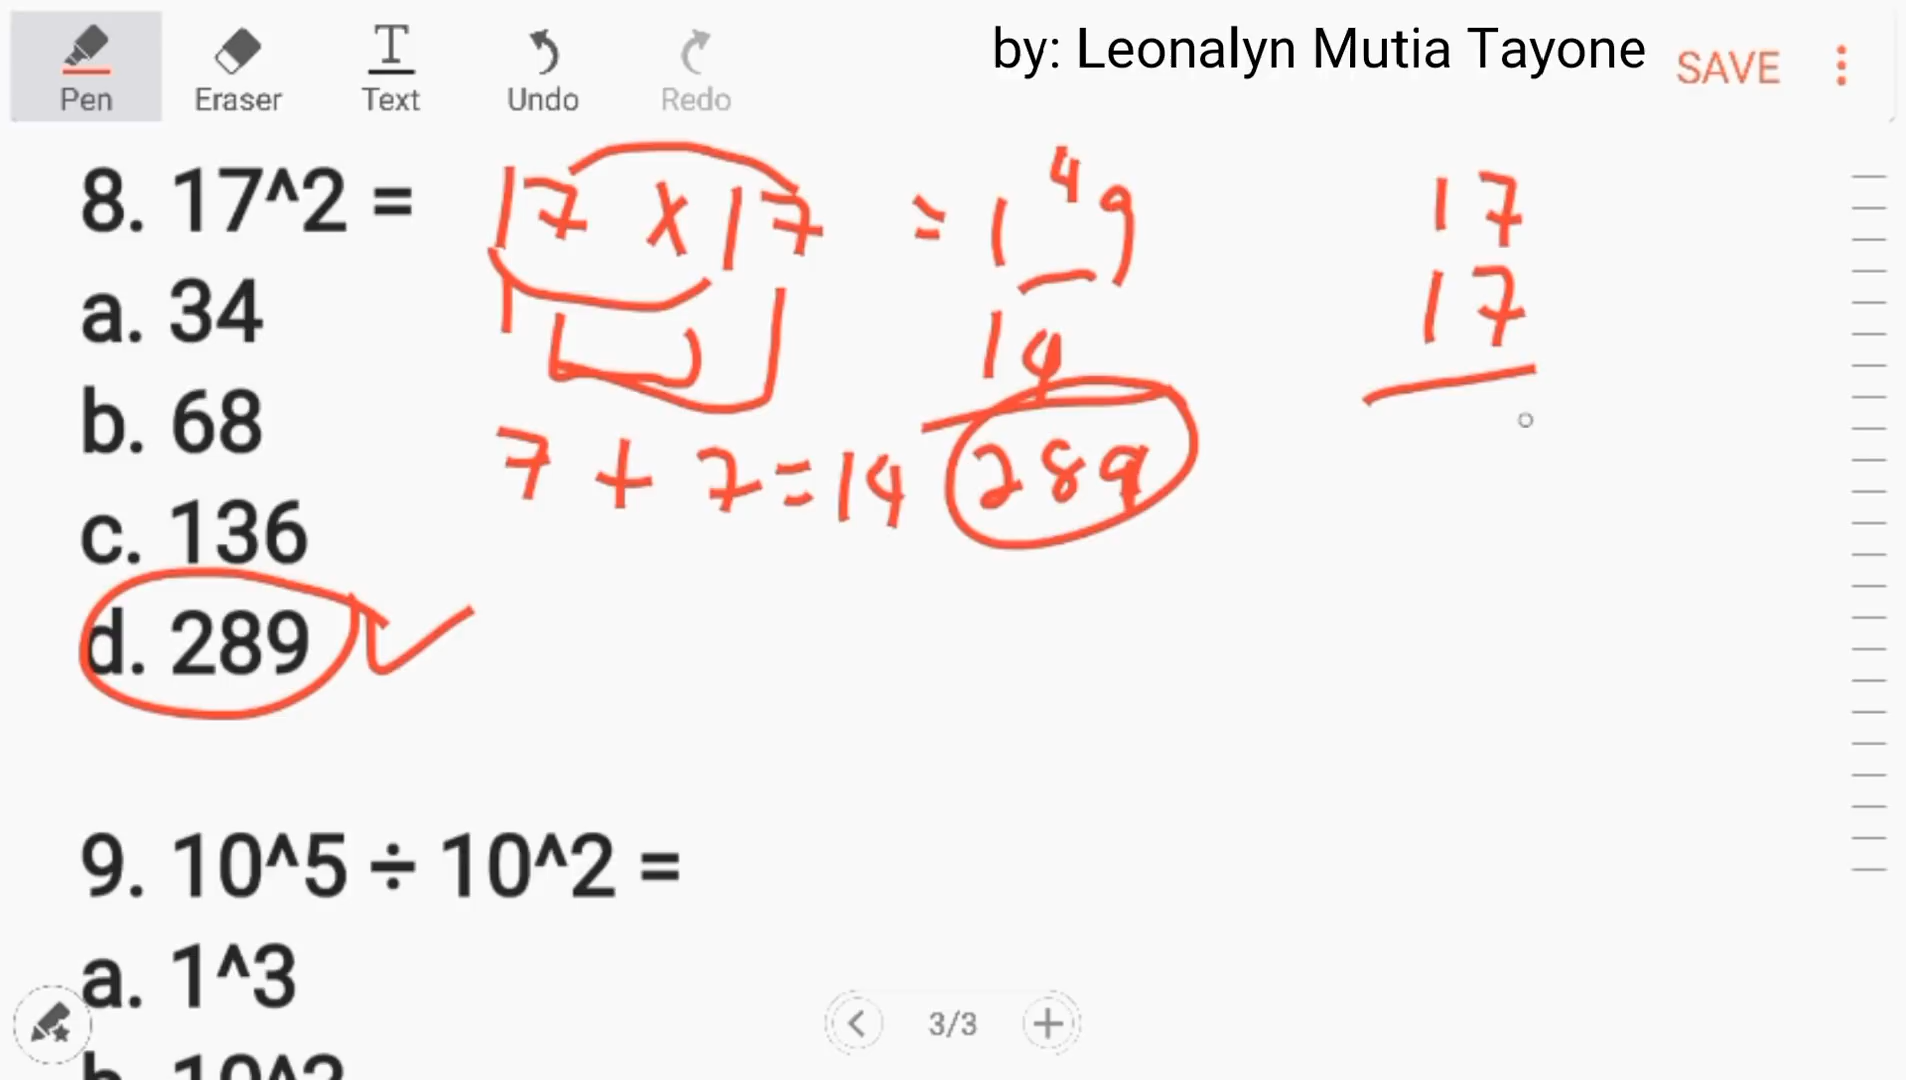 Pen
Eraser
Text
Undo
Redo
by: Leonalyn Mutia Tayone
SAVE
8. 17^2 =
17 x 17 = 1 4 9
14
289
7 + 7 = 14
17
17
a. 34
b. 68
c. 136
d. 289
9. 10^5 ÷ 10^2 =
a. 1^3
3/3